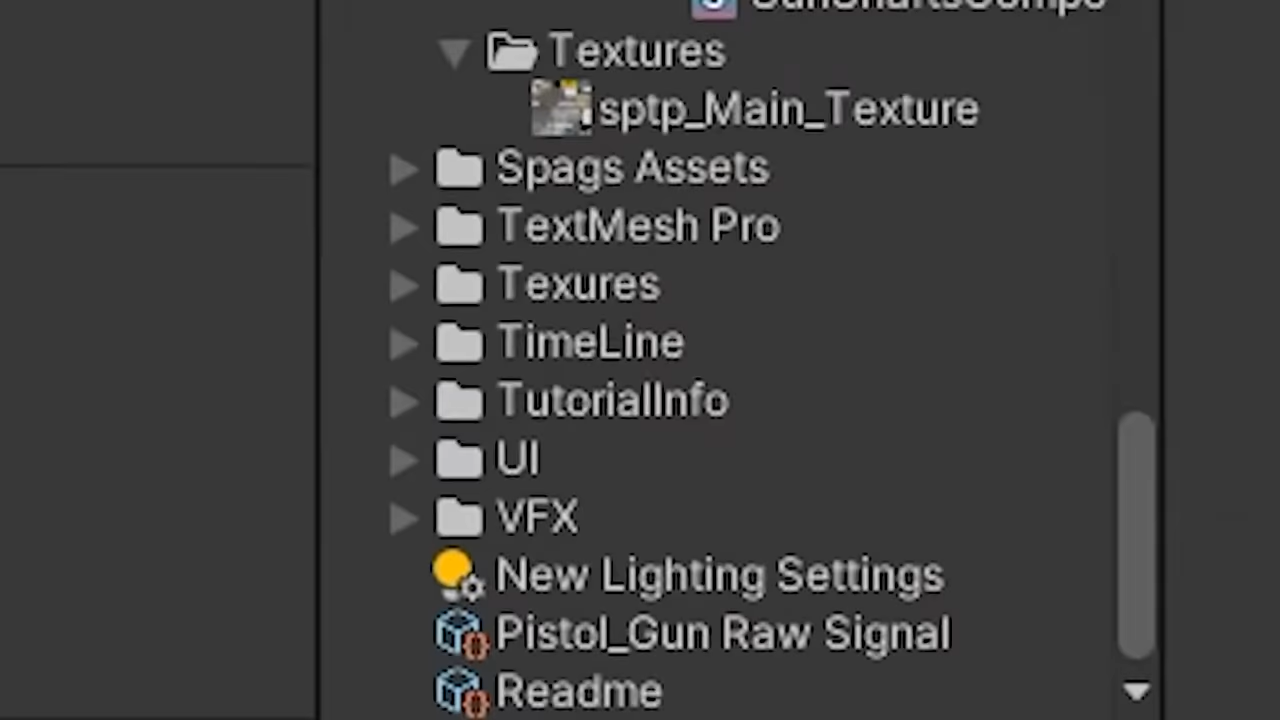 Textures
sptp_Main_Texture
Spags Assets
TextMesh Pro
Texures
TimeLine
TutorialInfo
UI
VFX
New Lighting Settings
Pistol_Gun Raw Signal
Readme